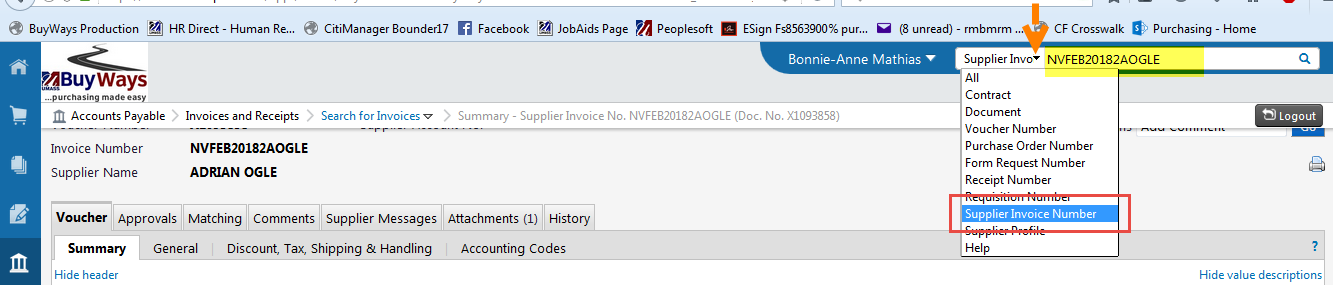 BuyWays Production HR Direct - Human Re... CitiManager Bounder17 Facebook JobAids Page Peoplesoft ESign Fs8563900% pur... (8 unread) - rmbmrm ... CF Crosswalk Purchasing - Home
UMASS BuyWays
...purchasing made easy
Bonnie-Anne Mathias
Supplier Invo NVFEB20182AOGLE
All
Contract
Document
Voucher Number
Purchase Order Number
Form Request Number
Receipt Number
Requisition Number
Supplier Invoice Number
Supplier Profile
Help
Accounts Payable Invoices and Receipts Search for Invoices Summary - Supplier Invoice No. NVFEB20182AOGLE (Doc. No. X1093858)
Logout
Add Comment Go
Invoice Number NVFEB20182AOGLE
Supplier Name ADRIAN OGLE
Voucher Approvals Matching Comments Supplier Messages Attachments (1) History
Summary General Discount, Tax, Shipping & Handling Accounting Codes ?
Hide header Hide value descriptions